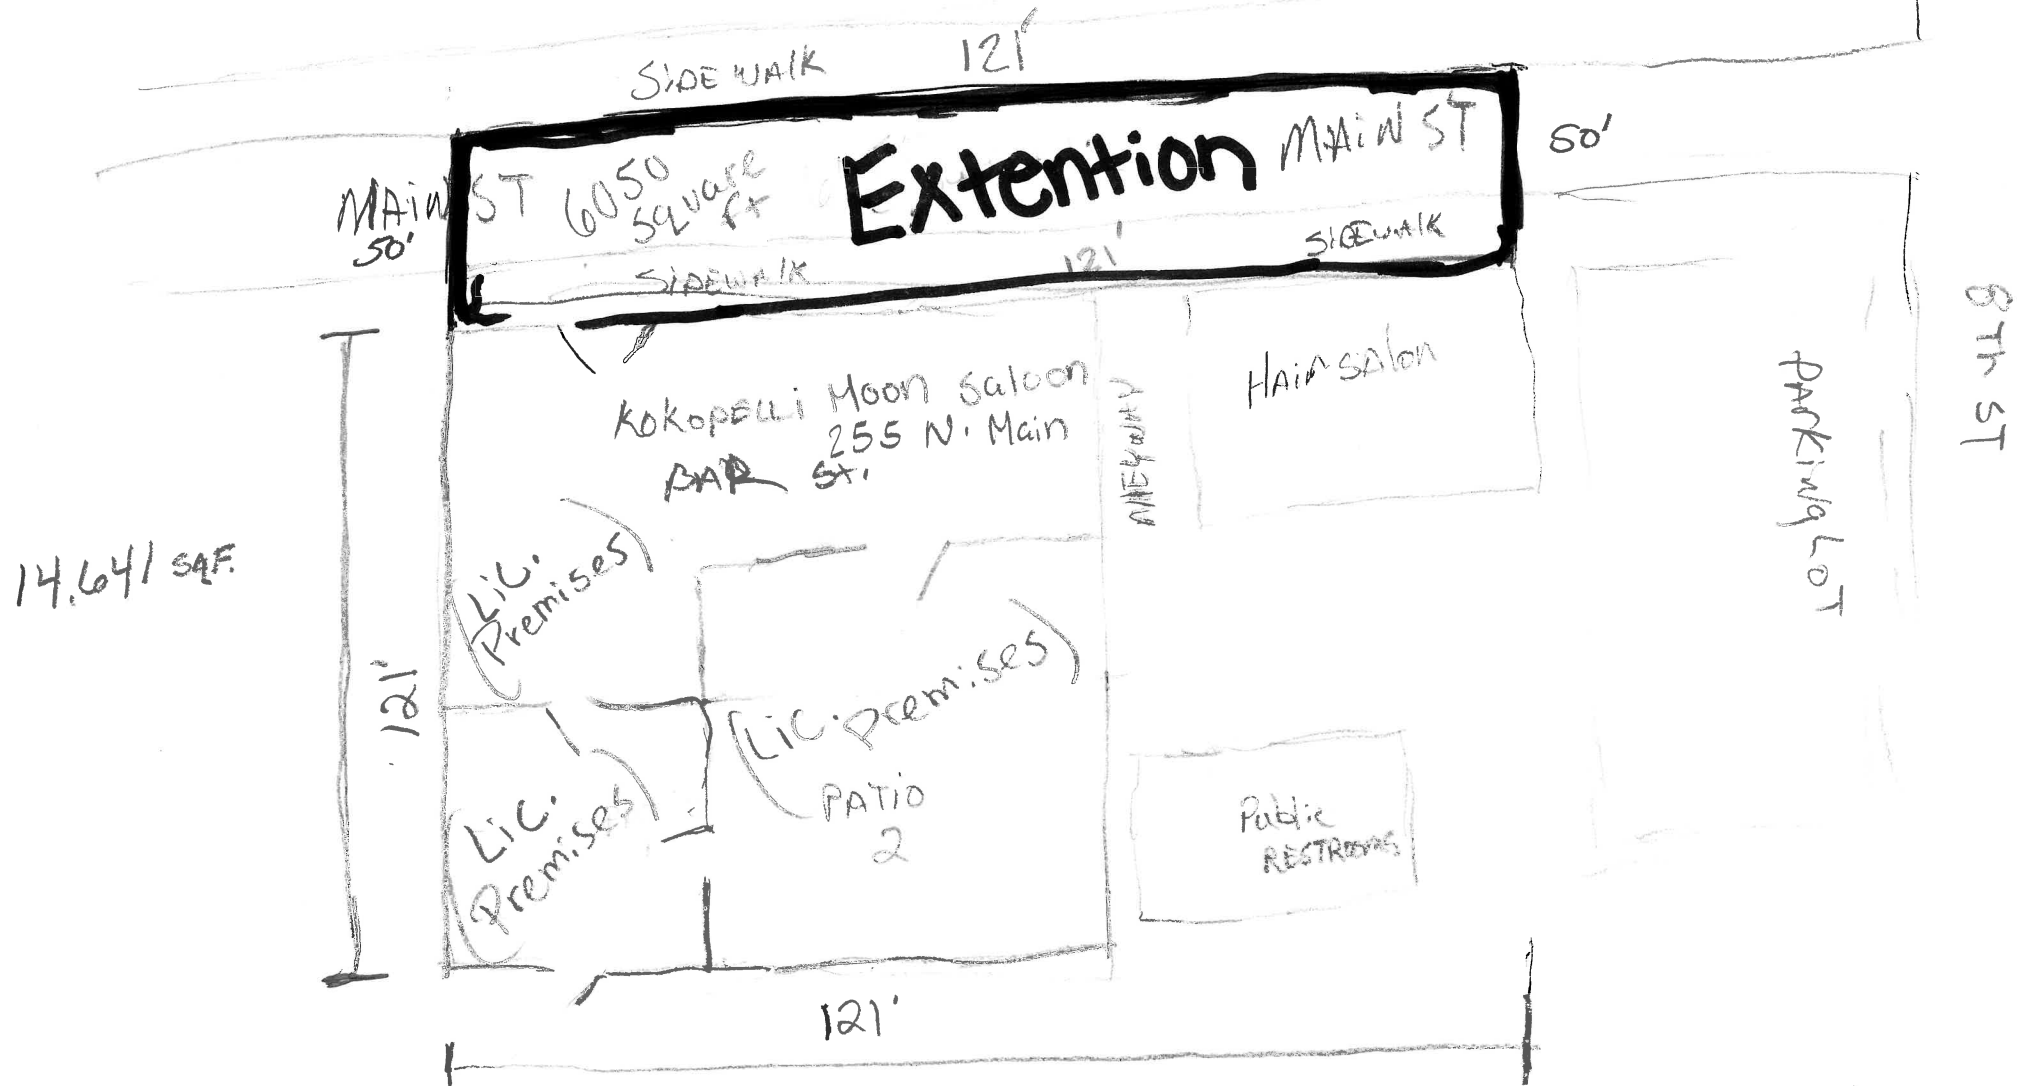 SIDEWALK
121'
MAIN ST
50'
6050
square
ft
Extention
MAIN ST
50'
SIDEWALK
121'
SIDEWALK
KOKOPELLI Moon Saloon
255 N. Main
BAR St.
Alleyway
HAir SAlon
PArkinq LOT
8Th ST
14.641 SQF.
121'
Lic.
Premises
Lic. premises
PATIO
2
Lic.
Premises
Public
RESTROOMS
121'